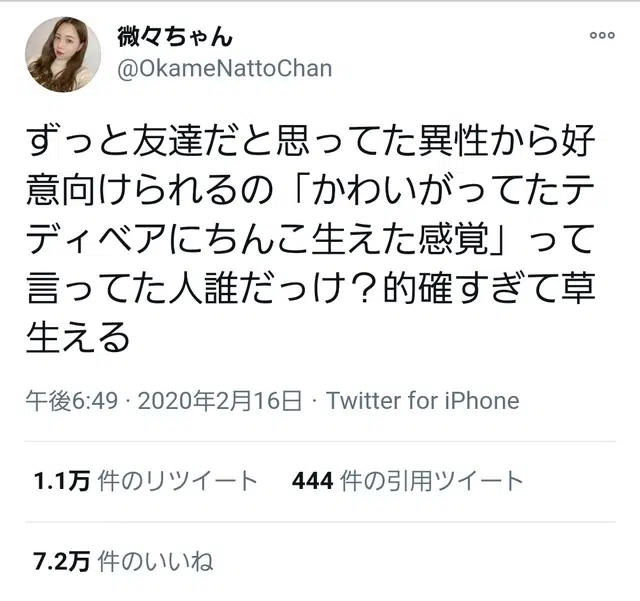 微々ちゃん
@OkameNattoChan
ずっと友達だと思ってた異性から好
意向けられるの「かわいがってたテ
ディベアにちんこ生えた感覚」って
言ってた人誰だっけ？的確すぎて草
生える
午後6:49 · 2020年2月16日 · Twitter for iPhone
1.1万 件のリツイート 444 件の引用ツイート
7.2万 件のいいね